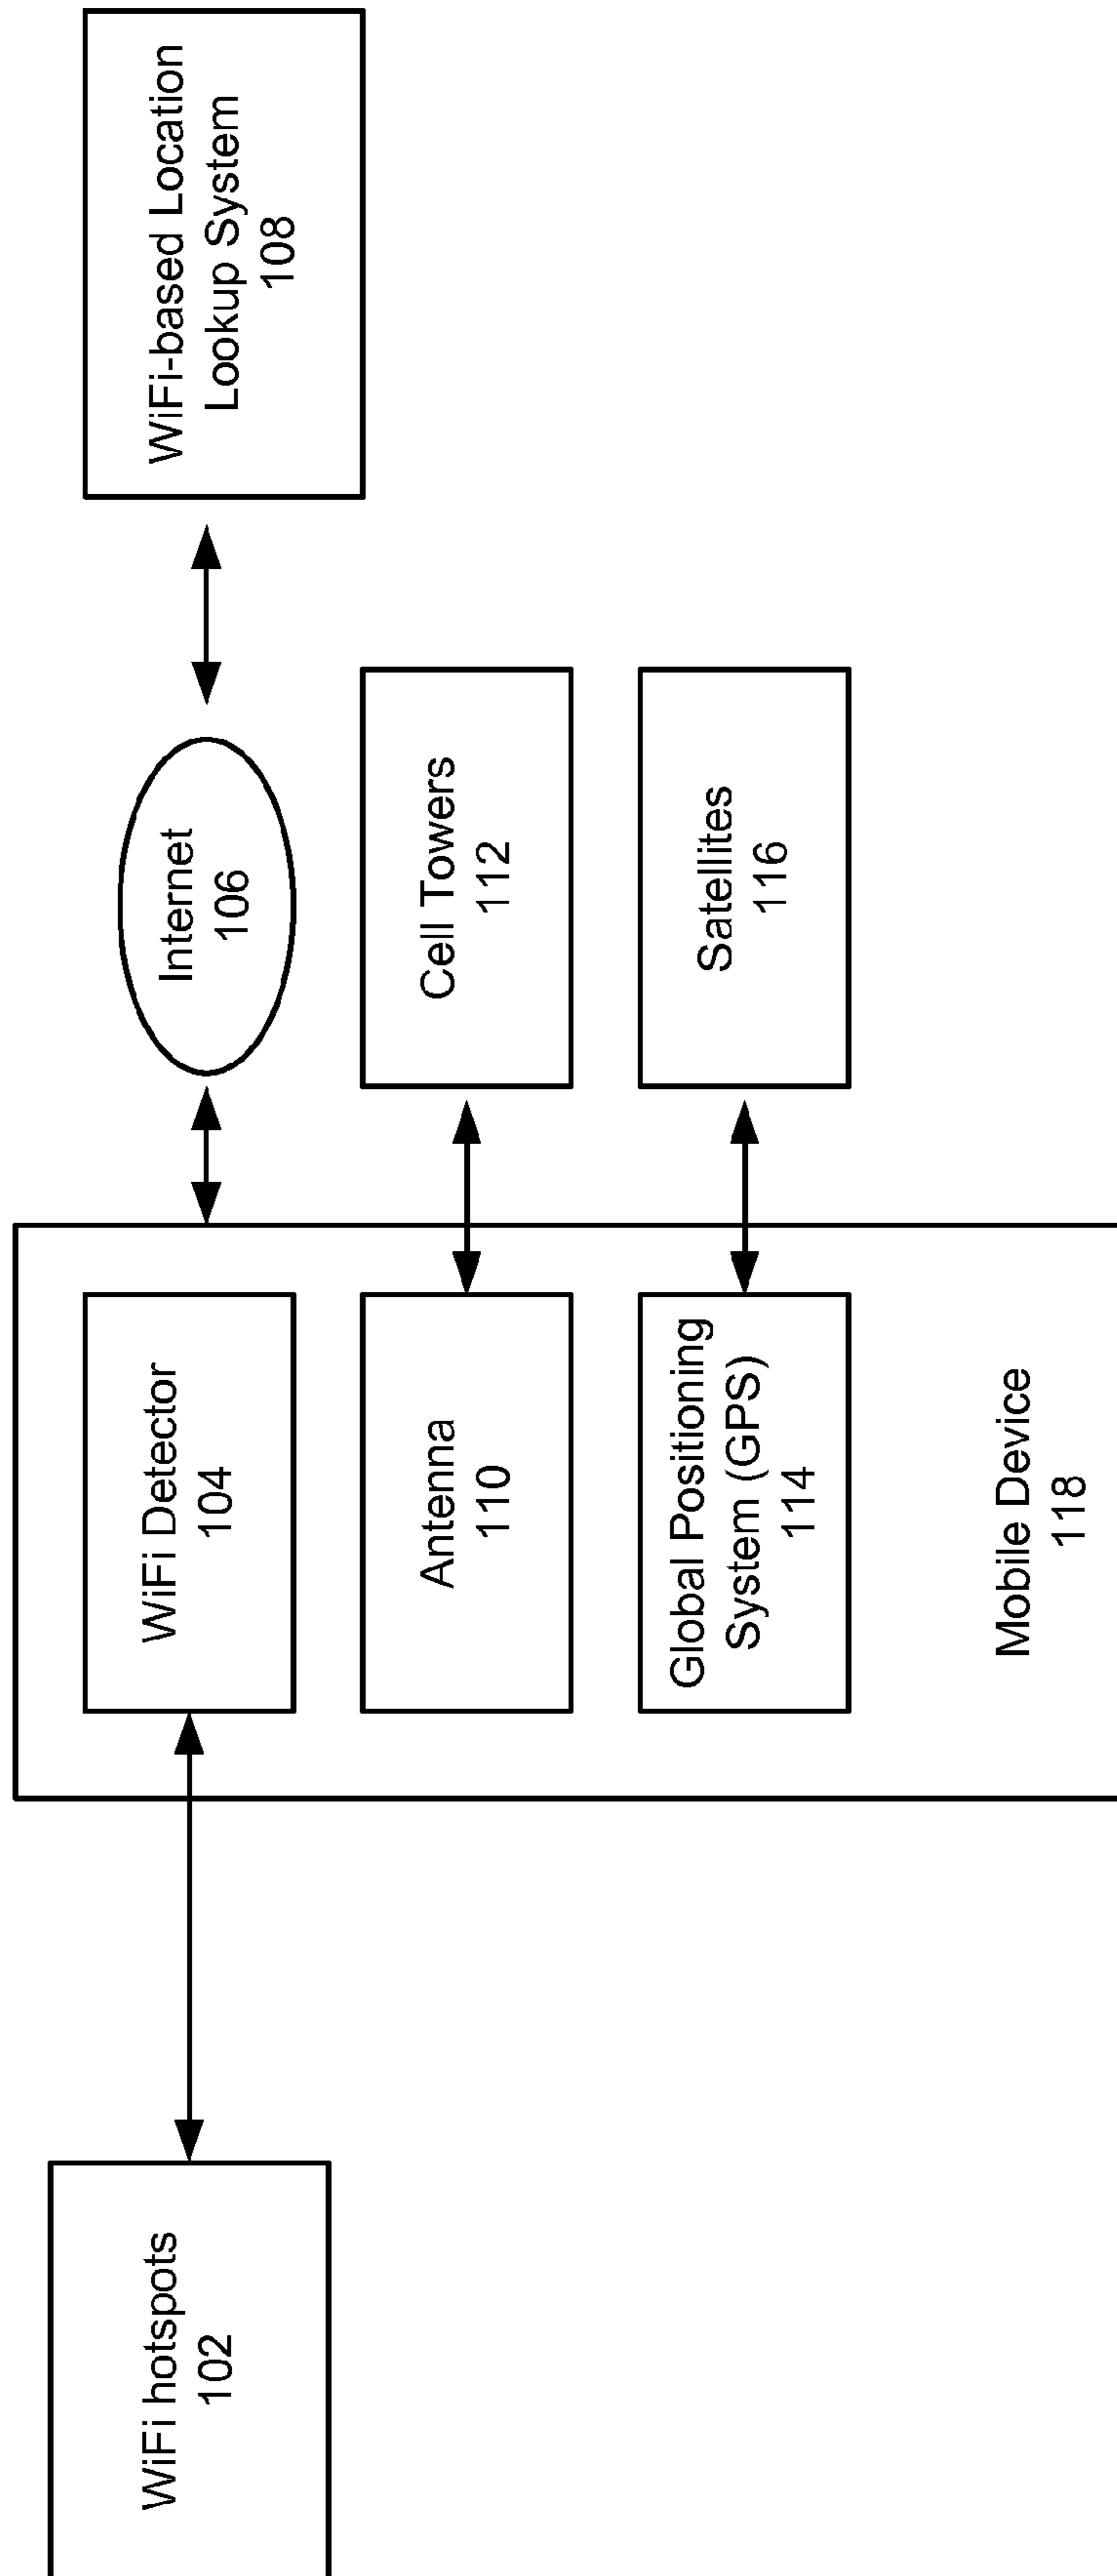 WiFi hotspots
102
WiFi Detector
104
Antenna
110
Global Positioning
System (GPS)
114
Mobile Device
118
Internet
106
Cell Towers
112
Satellites
116
WiFi-based Location
Lookup System
108